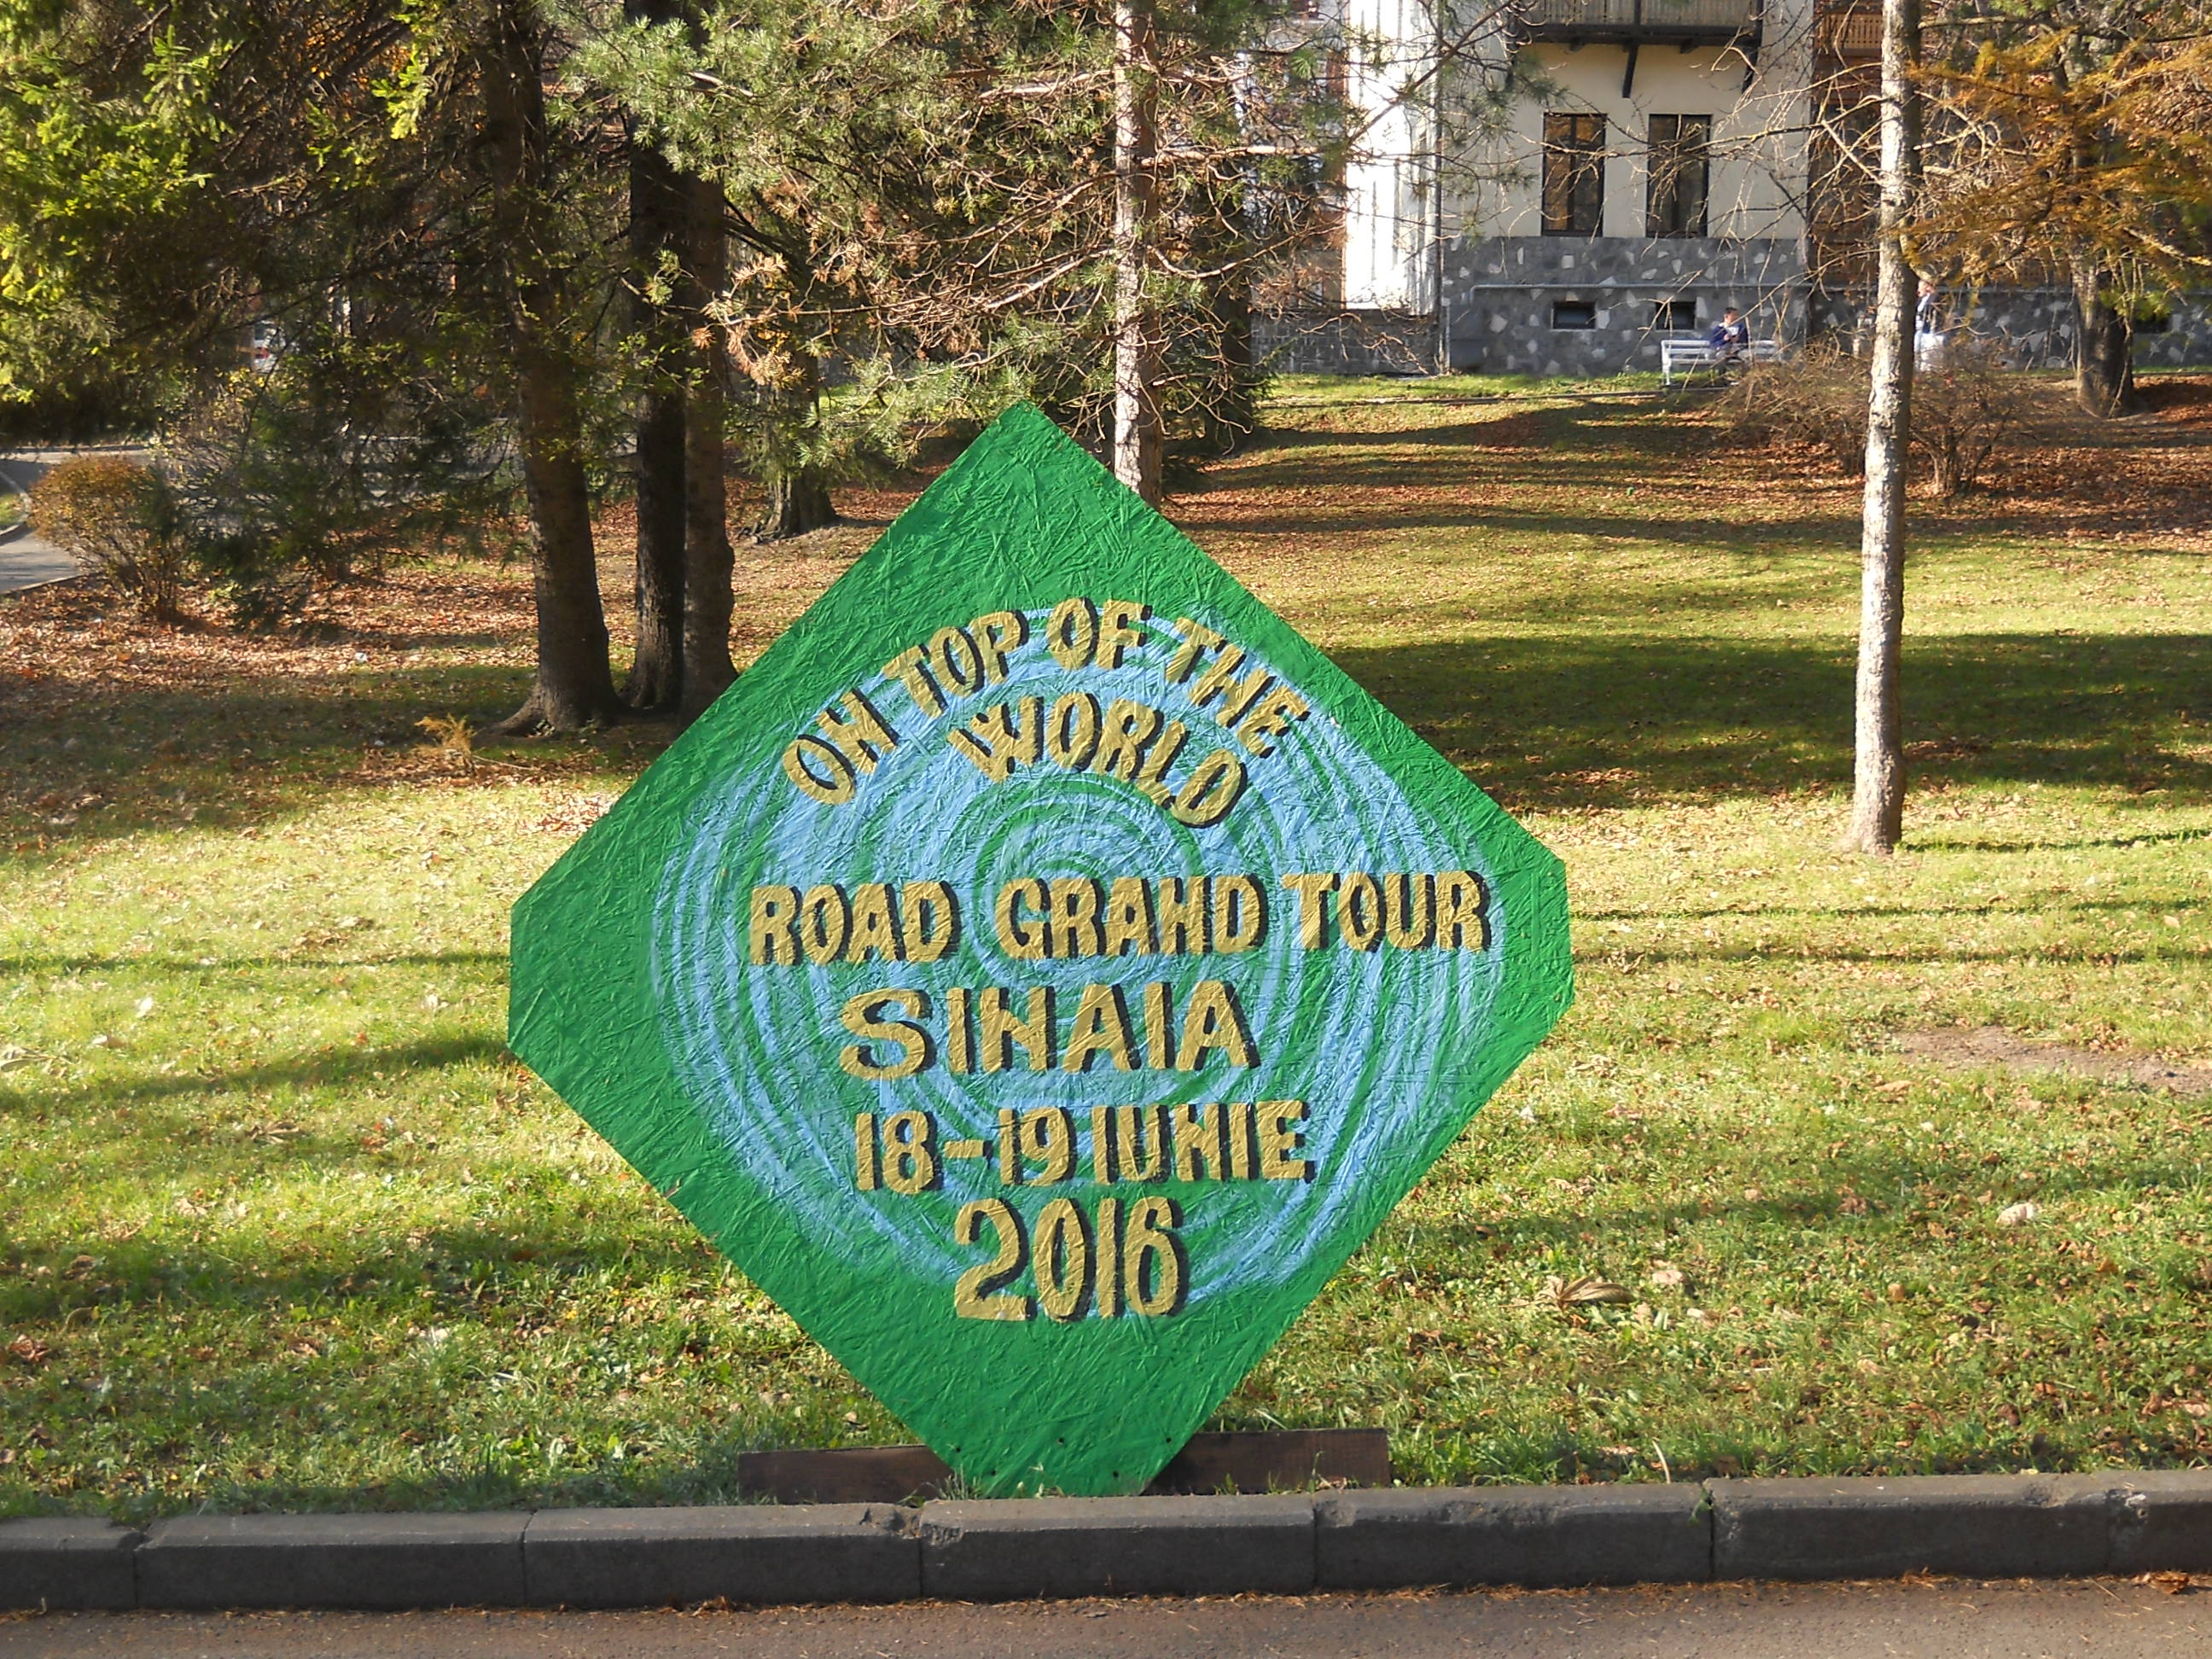 ON TOP OF THE
WORLD
ROAD GRAND TOUR
SINAIA
18-19 IUNIE
2016